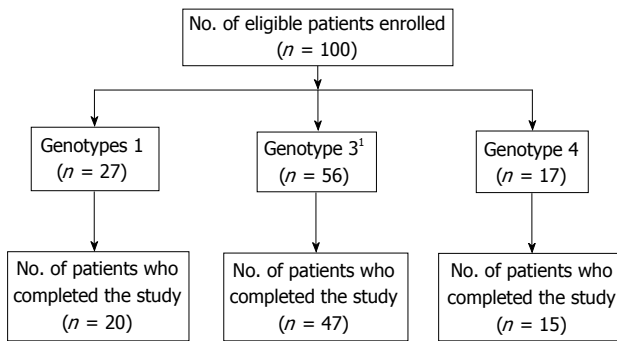 No. of eligible patients enrolled
(n = 100)
Genotypes 1
(n = 27)
Genotype 3¹
(n = 56)
Genotype 4
(n = 17)
No. of patients who
completed the study
(n = 20)
No. of patients who
completed the study
(n = 47)
No. of patients who
completed the study
(n = 15)